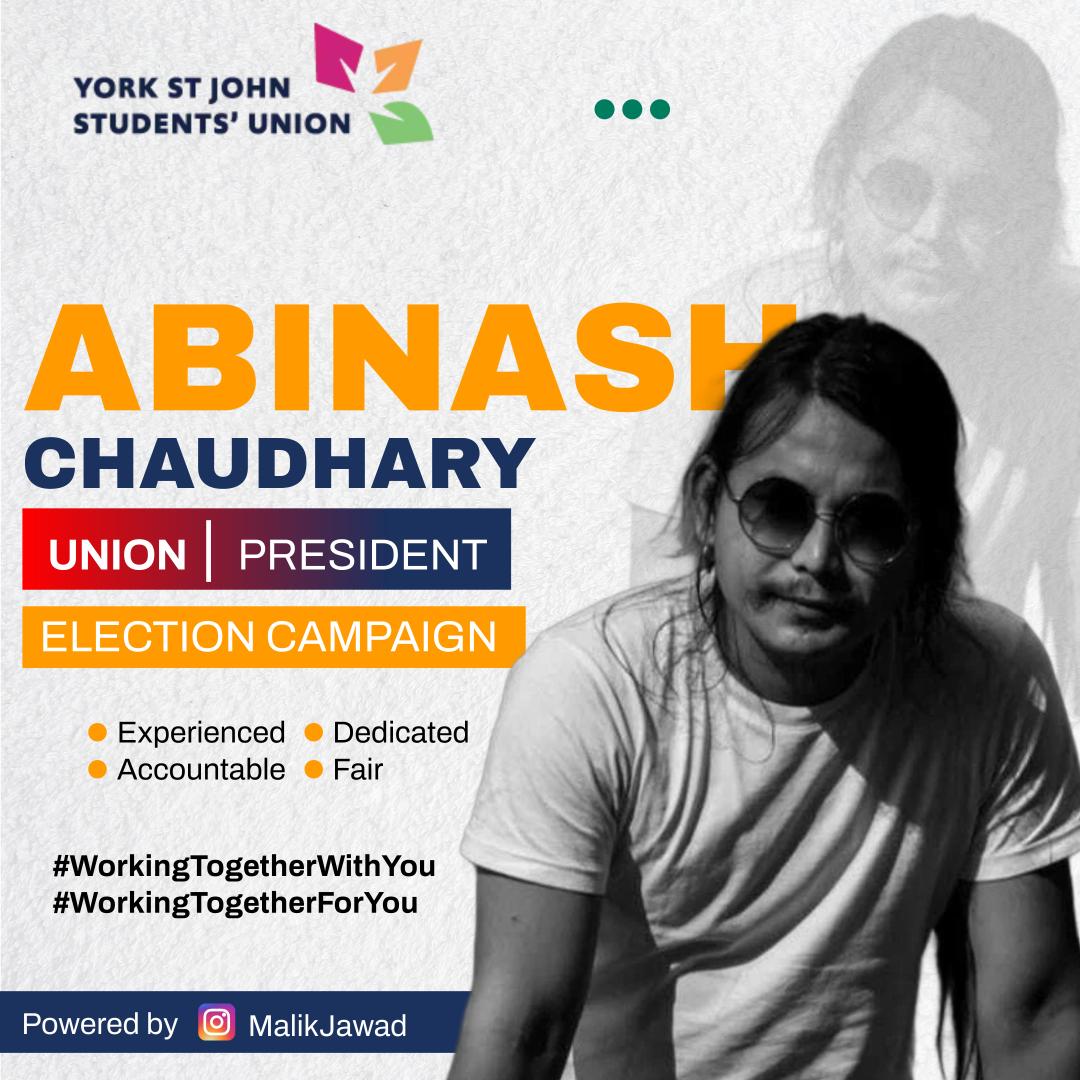 YORK ST JOHN
STUDENTS' UNION
ABINASH
CHAUDHARY
UNION | PRESIDENT
ELECTION CAMPAIGN
Experienced
Dedicated
Accountable
Fair
#WorkingTogetherWithYou
#WorkingTogetherForYou
Powered by MalikJawad